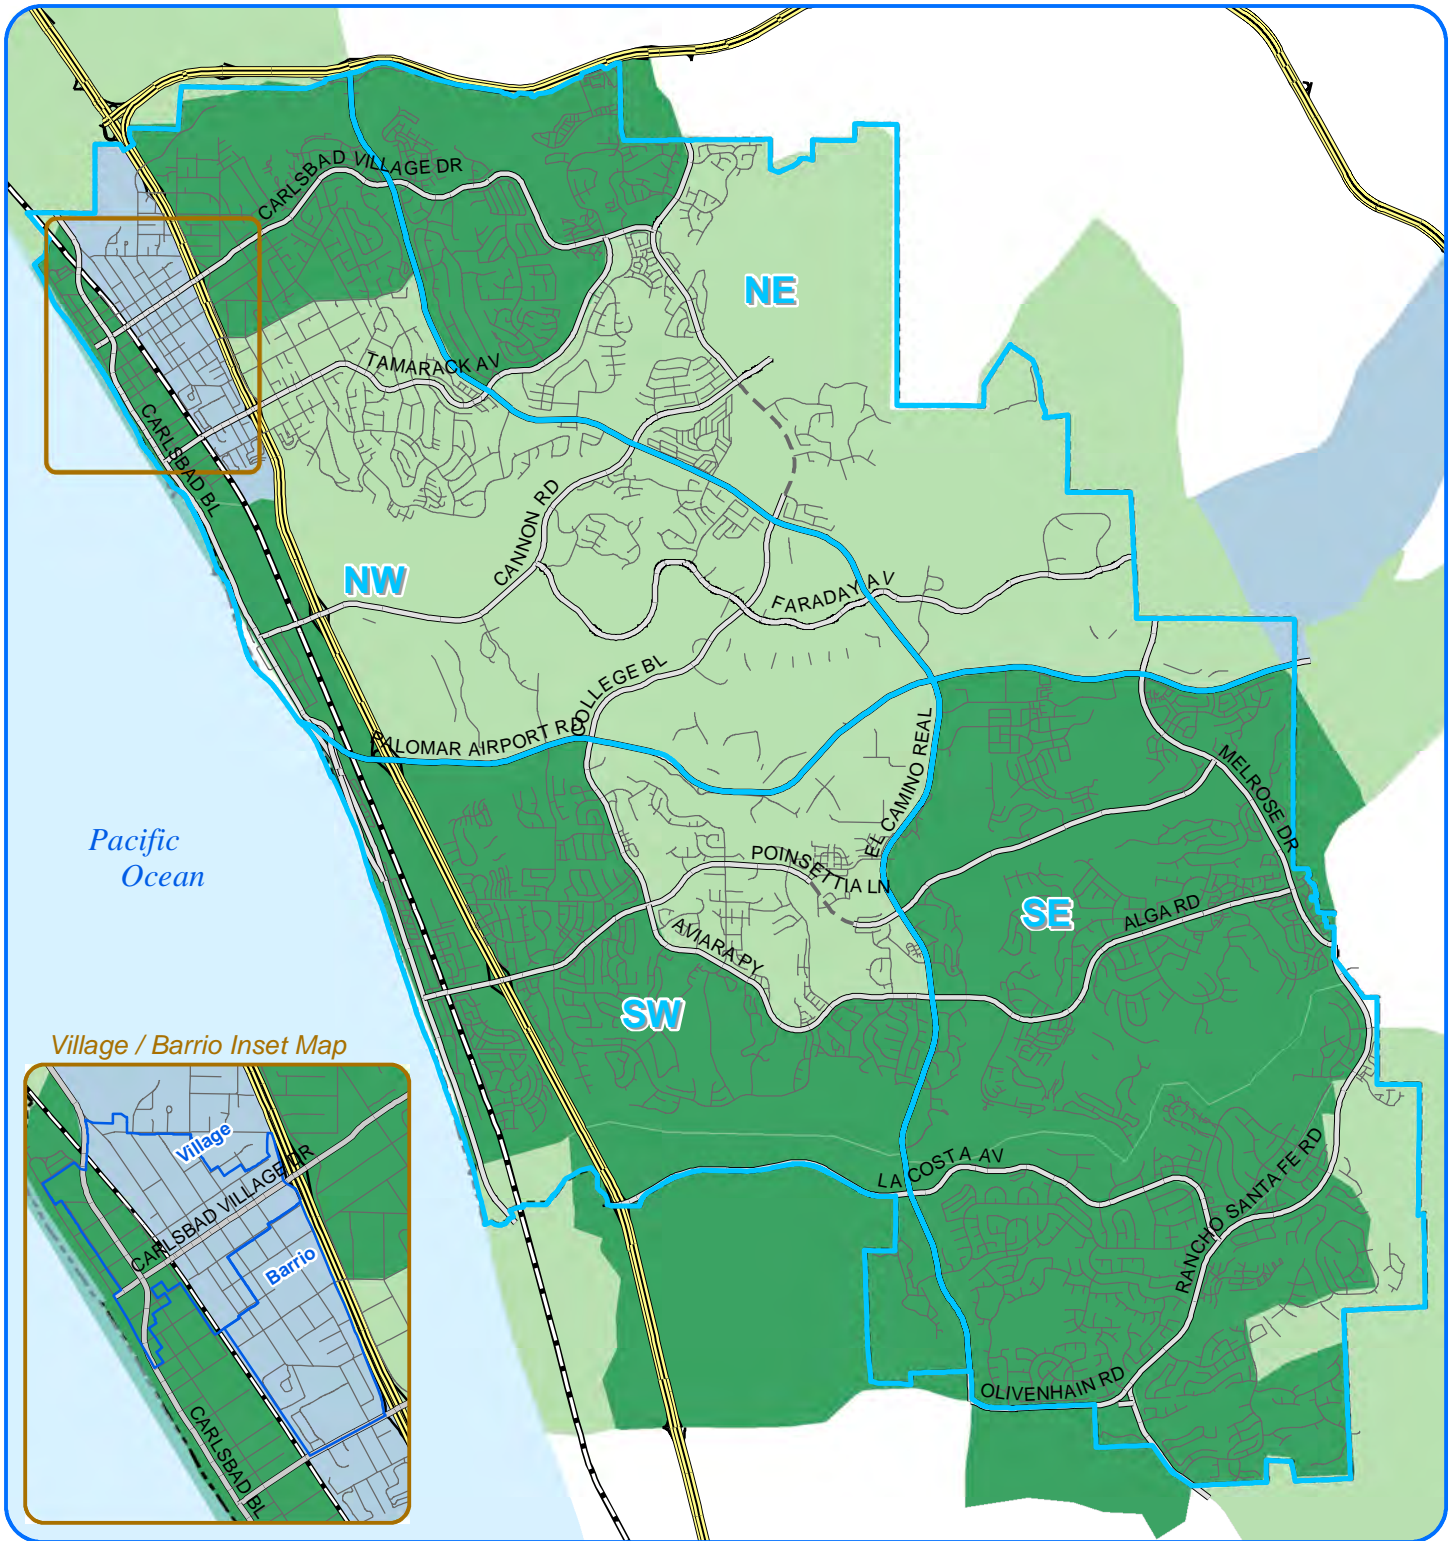 CARLSBAD VILLAGE DR
NE
TAMARACK AV
CARLSBAD BL
CANNON RD
NW
FARADAY AV
COLLEGE BL
PALOMAR AIRPORT RD
EL CAMINO REAL
MELROSE DR
Pacific
Ocean
POINSETTIA LN
SE
ALGA RD
AVIARA PY
SW
Village / Barrio Inset Map
LA COSTA AV
RANCHO SANTA FE RD
OLIVENHAIN RD
Village
CARLSBAD VILLAGE DR
Barrio
CARLSBAD BL